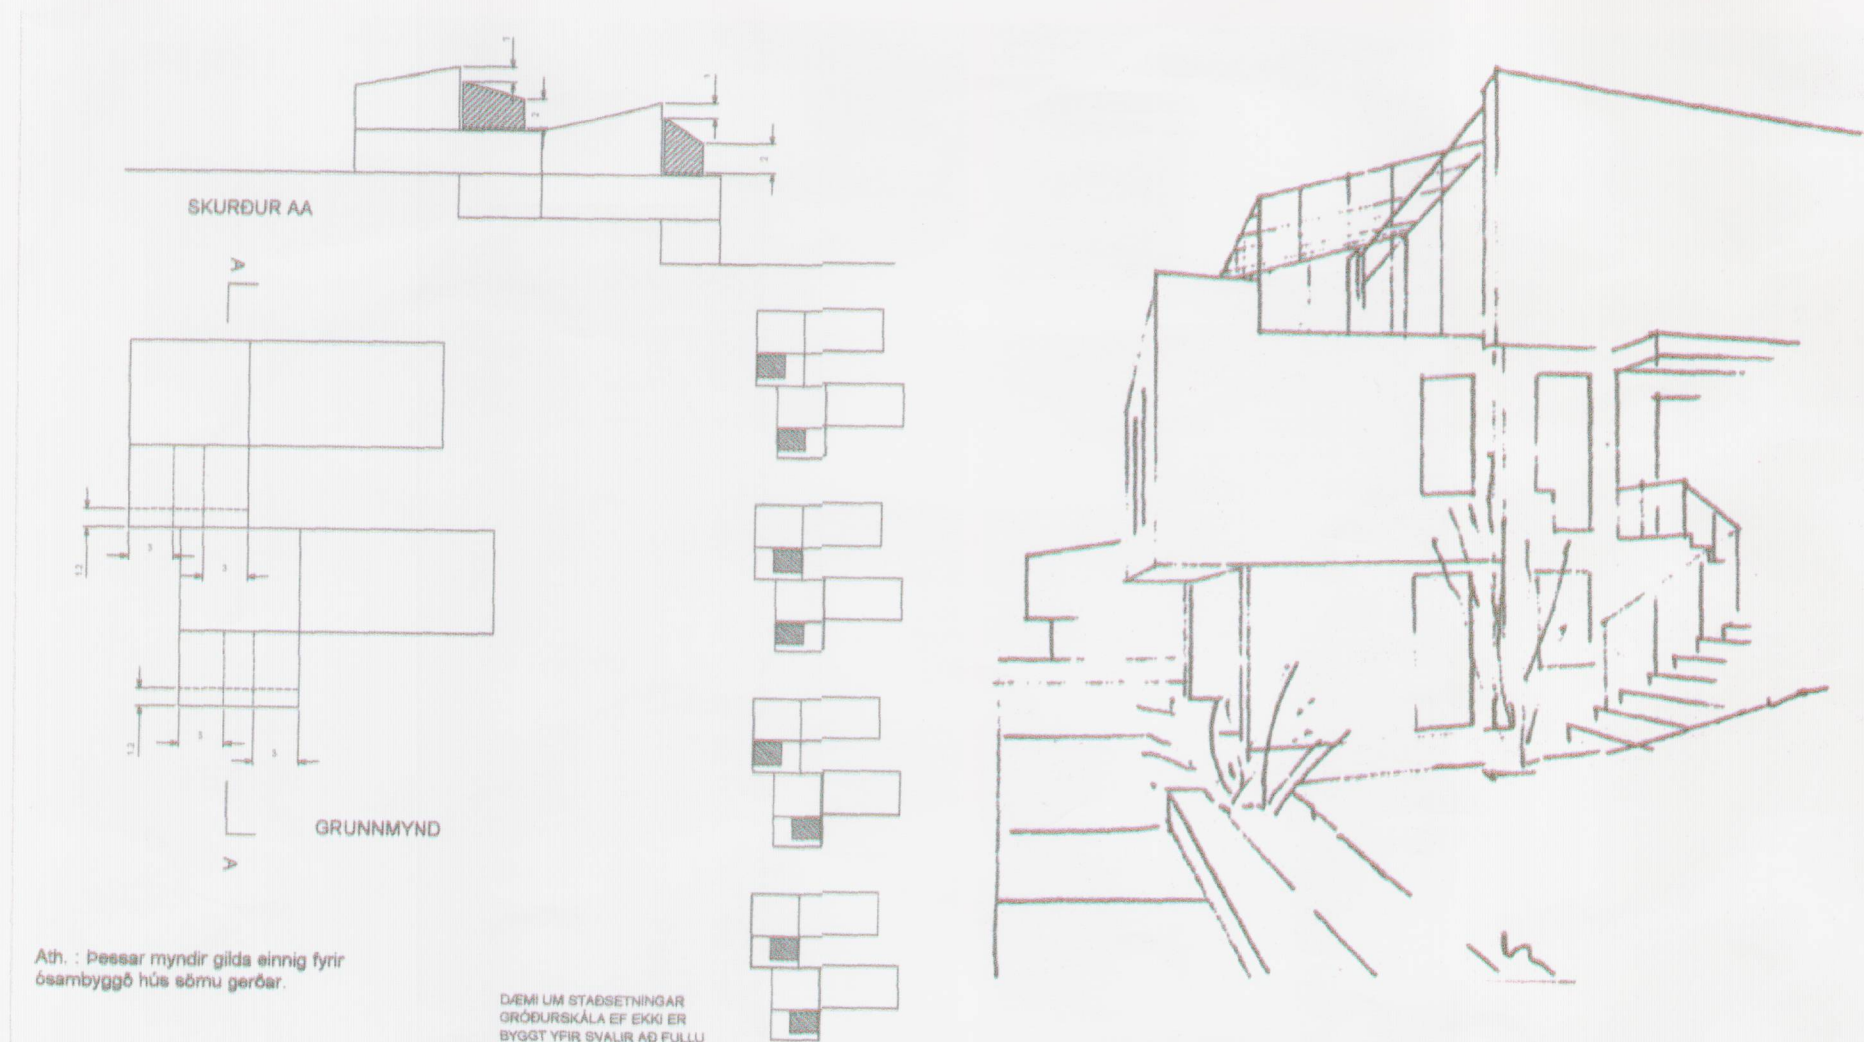 SKURÐUR AA
A
GRUNNMYND
A
Ath. : Þessar myndir gilda einnig fyrir
ósambyggð hús sömu gerðar.
DÆMI UM STAÐSETNINGAR
GRÓÐURSKÁLA EF EKKI ER
BYGGT YFIR SVALIR AÐ FULLU